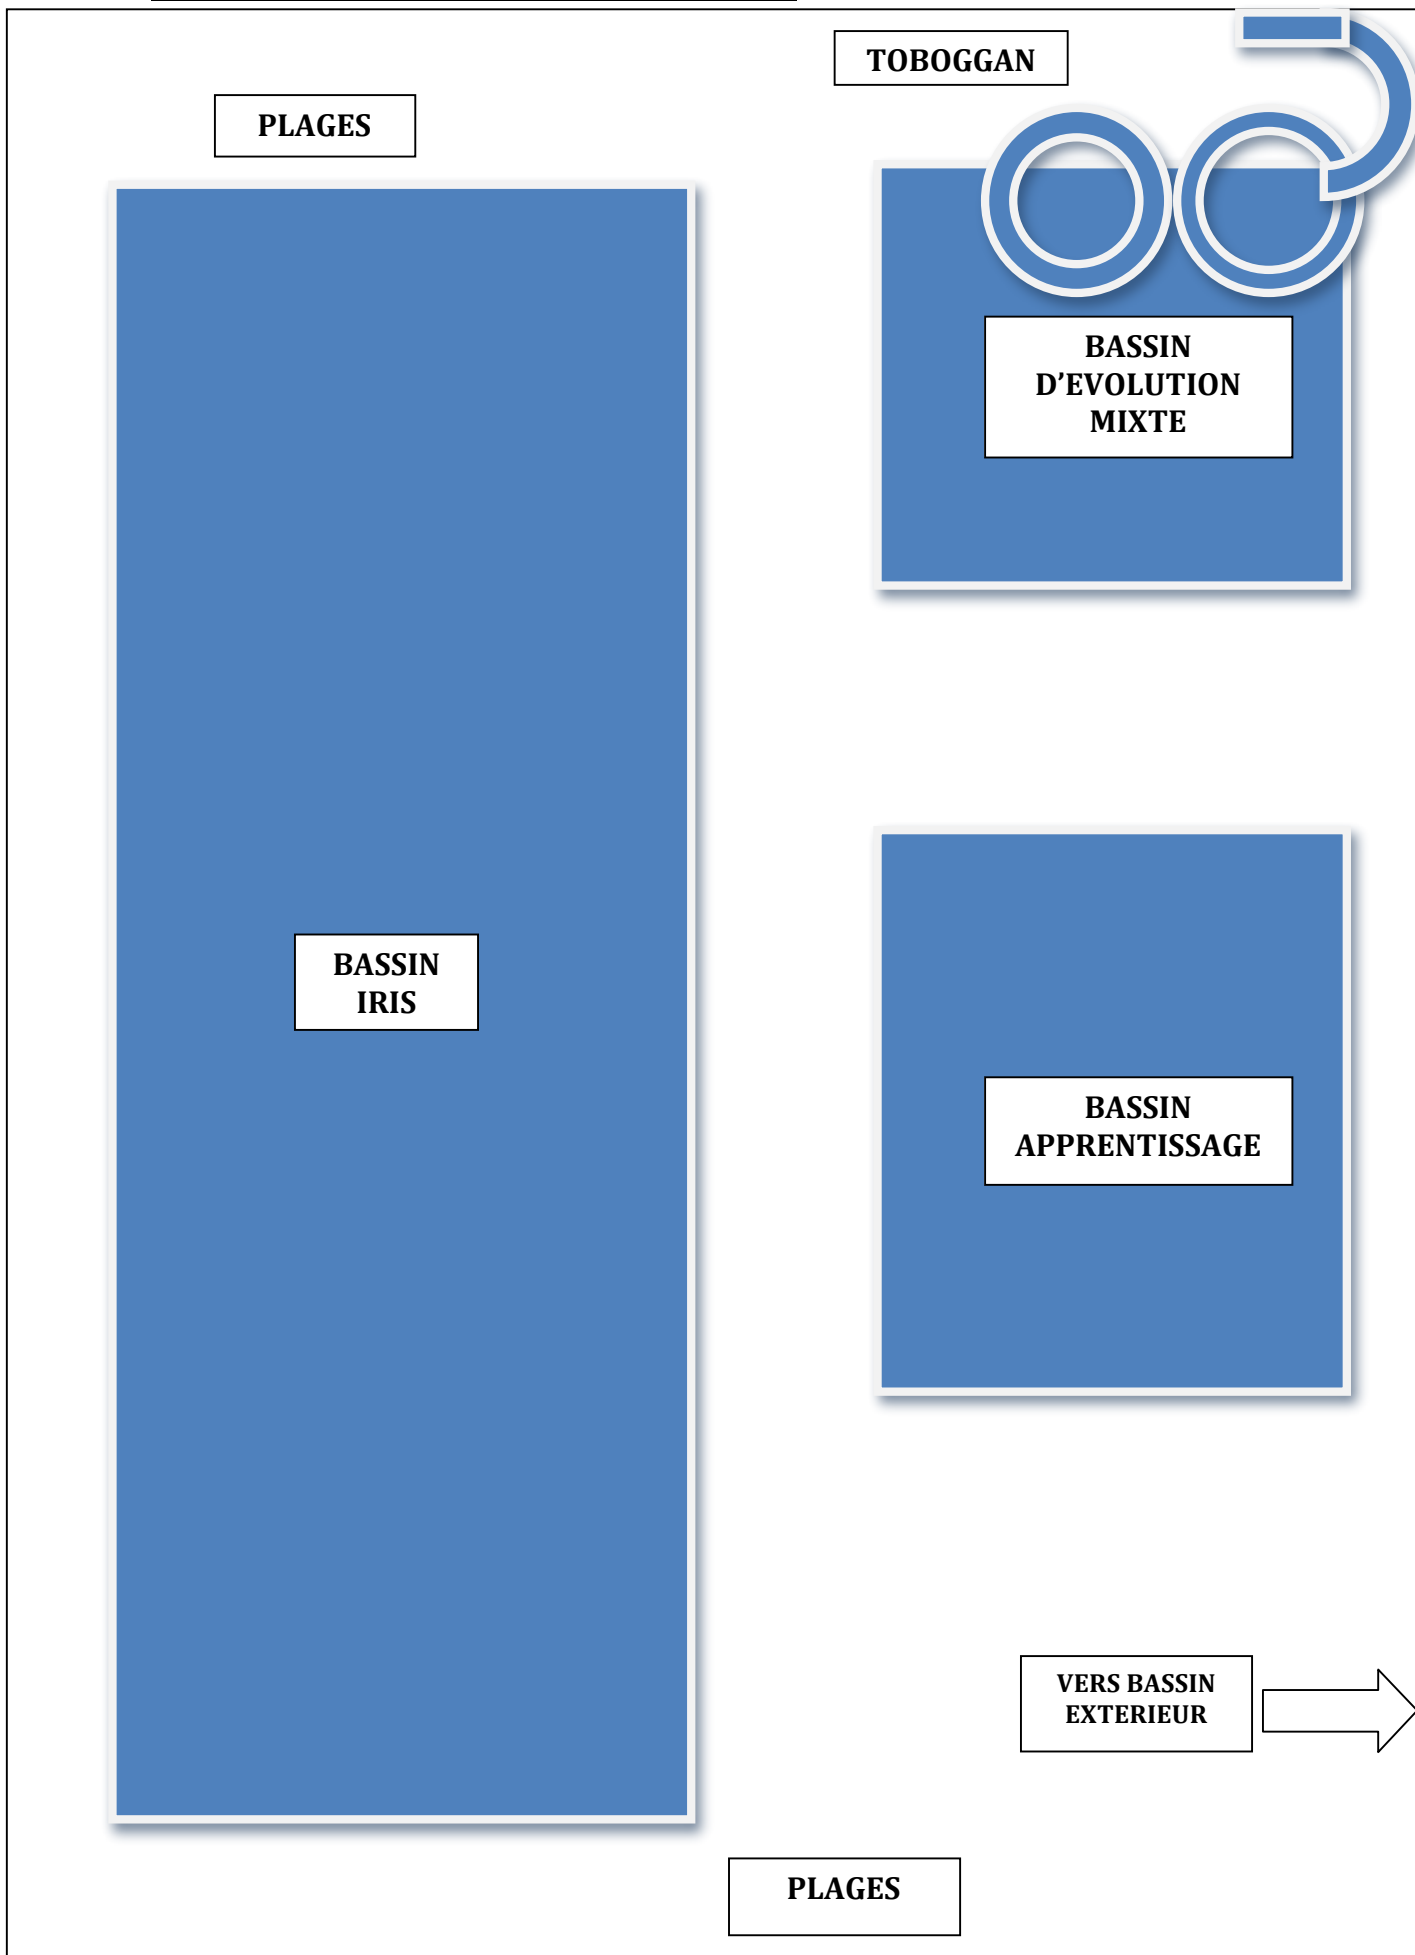 TOBOGGAN
PLAGES
BASSIN
D’EVOLUTION
MIXTE
BASSIN
IRIS
BASSIN
APPRENTISSAGE
VERS BASSIN
EXTERIEUR
PLAGES